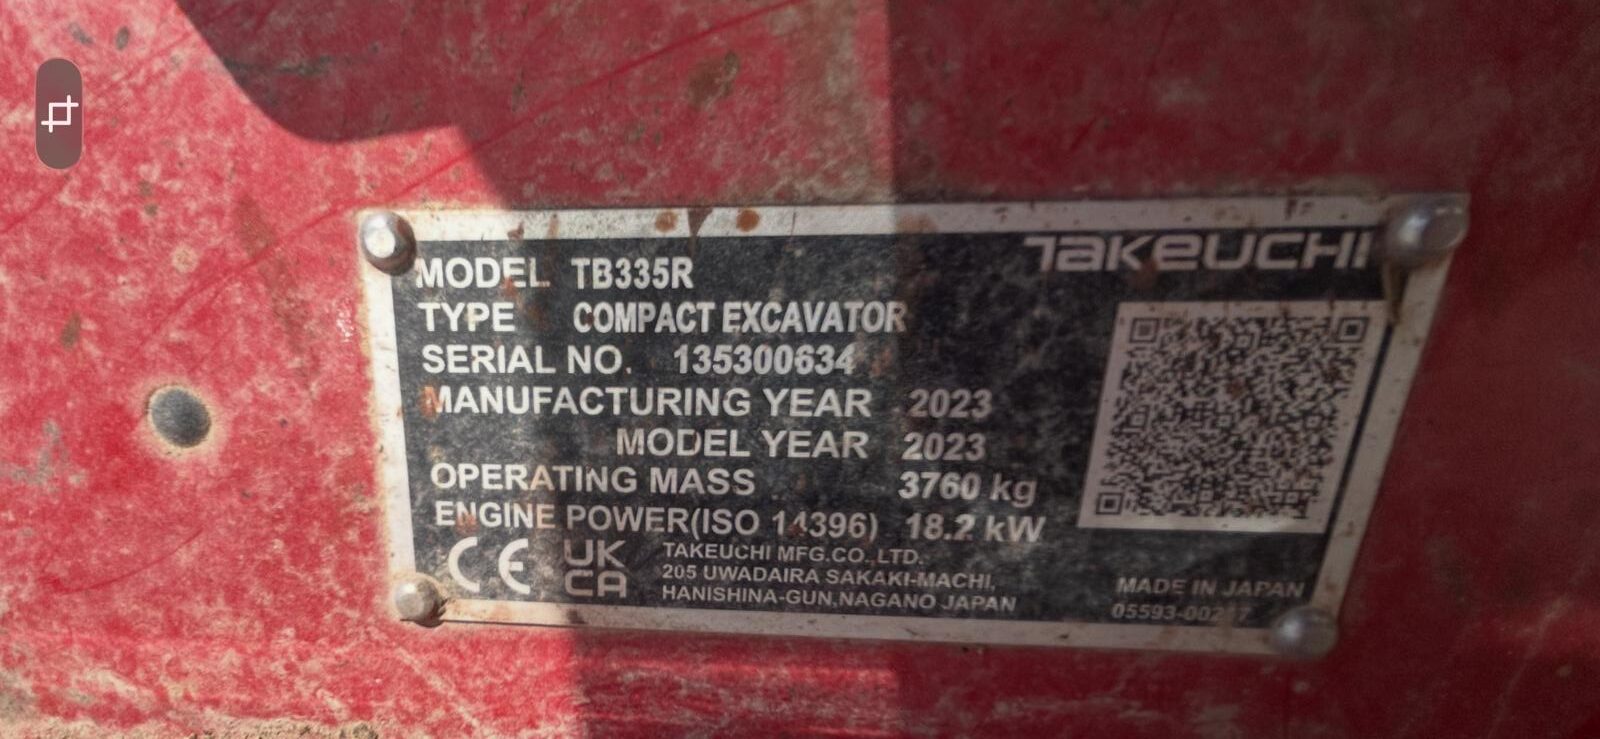 TAKEUCHI
MODEL TB335R
TYPE COMPACT EXCAVATOR
SERIAL NO. 135300634
MANUFACTURING YEAR 2023
MODEL YEAR 2023
OPERATING MASS 3760 kg
ENGINE POWER(ISO 14396) 18.2 kW
CE UK CA
TAKEUCHI MFG.CO.,LTD.
205 UWADAIRA SAKAKI-MACHI,
HANISHINA-GUN,NAGANO JAPAN
MADE IN JAPAN